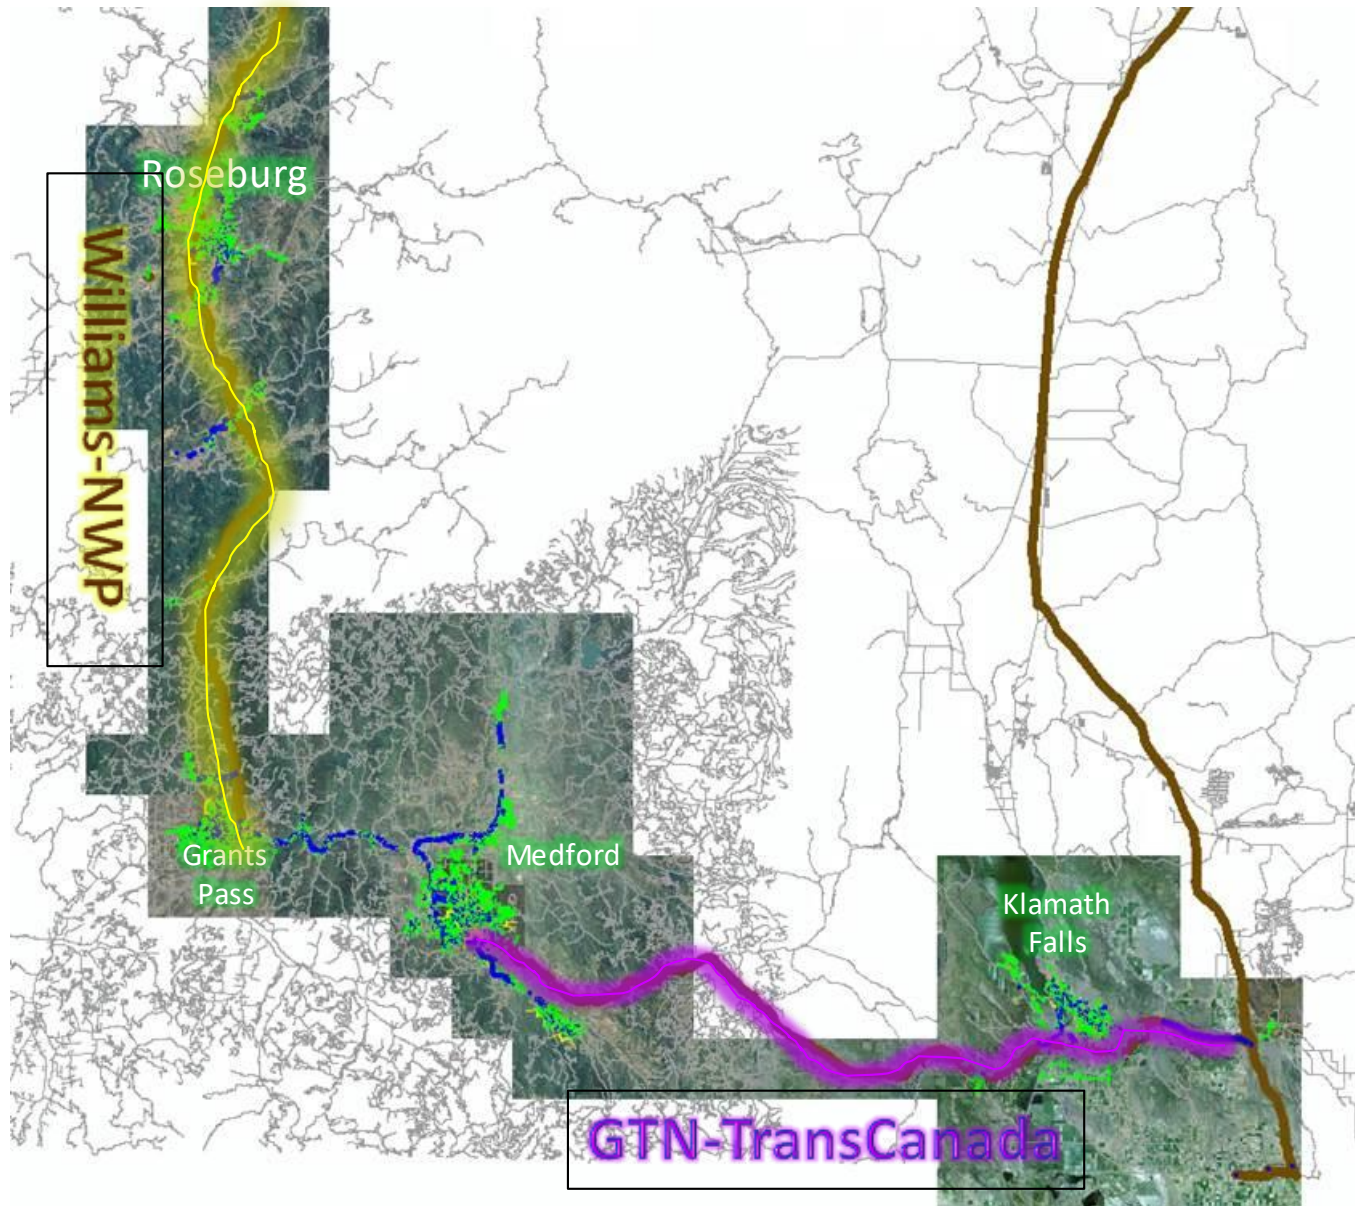 Roseburg
Williams-NWP
Grants
Pass
Medford
Klamath
Falls
GTN-TransCanada